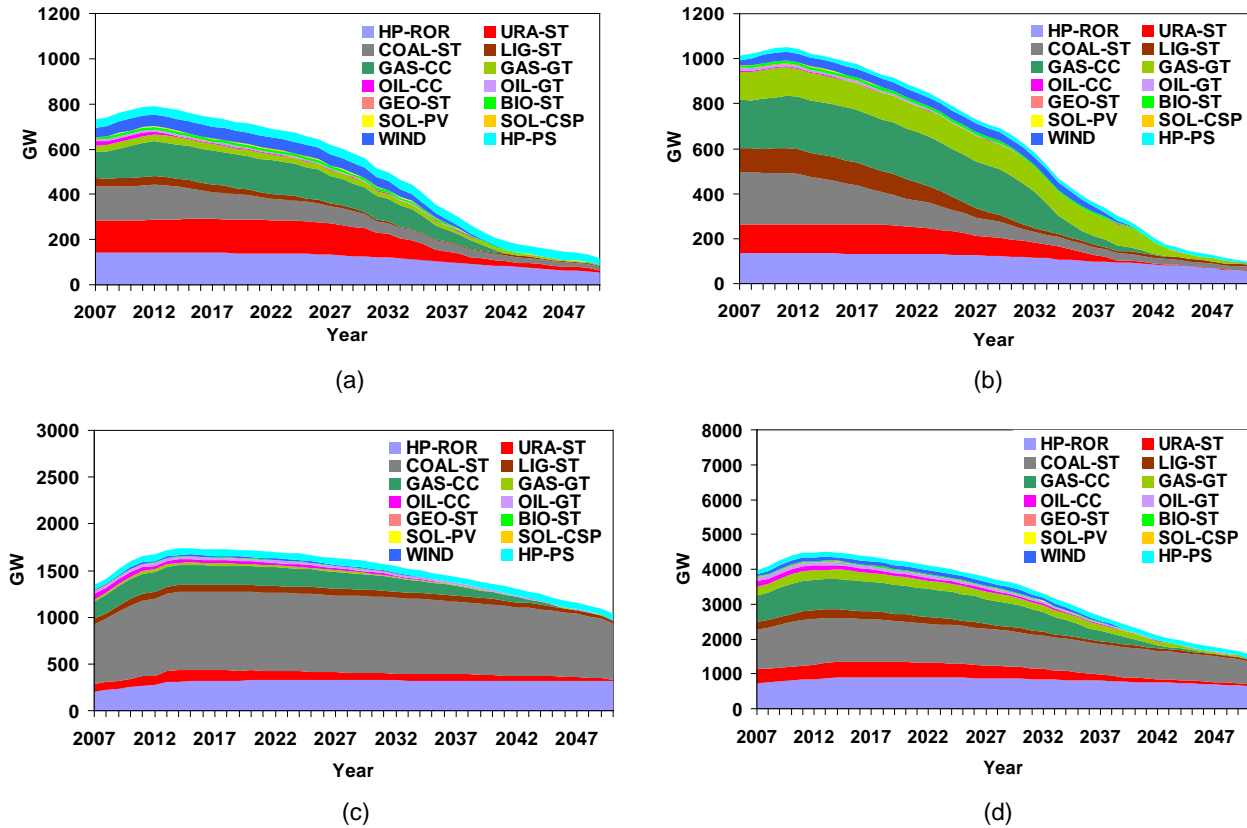 1200
1000
800
600
400
200
0
GW
HP-ROR URA-ST
COAL-ST LIG-ST
GAS-CC GAS-GT
OIL-CC OIL-GT
GEO-ST BIO-ST
SOL-PV SOL-CSP
WIND HP-PS
2007 2012 2017 2022 2027 2032 2037 2042 2047
Year
(a)
1200
1000
800
600
400
200
0
GW
HP-ROR URA-ST
COAL-ST LIG-ST
GAS-CC GAS-GT
OIL-CC OIL-GT
GEO-ST BIO-ST
SOL-PV SOL-CSP
WIND HP-PS
2007 2012 2017 2022 2027 2032 2037 2042 2047
Year
(b)
3000
2500
2000
1500
1000
500
0
GW
HP-ROR URA-ST
COAL-ST LIG-ST
GAS-CC GAS-GT
OIL-CC OIL-GT
GEO-ST BIO-ST
SOL-PV SOL-CSP
WIND HP-PS
2007 2012 2017 2022 2027 2032 2037 2042 2047
Year
(c)
8000
7000
6000
5000
4000
3000
2000
1000
0
GW
HP-ROR URA-ST
COAL-ST LIG-ST
GAS-CC GAS-GT
OIL-CC OIL-GT
GEO-ST BIO-ST
SOL-PV SOL-CSP
WIND HP-PS
2007 2012 2017 2022 2027 2032 2037 2042 2047
Year
(d)